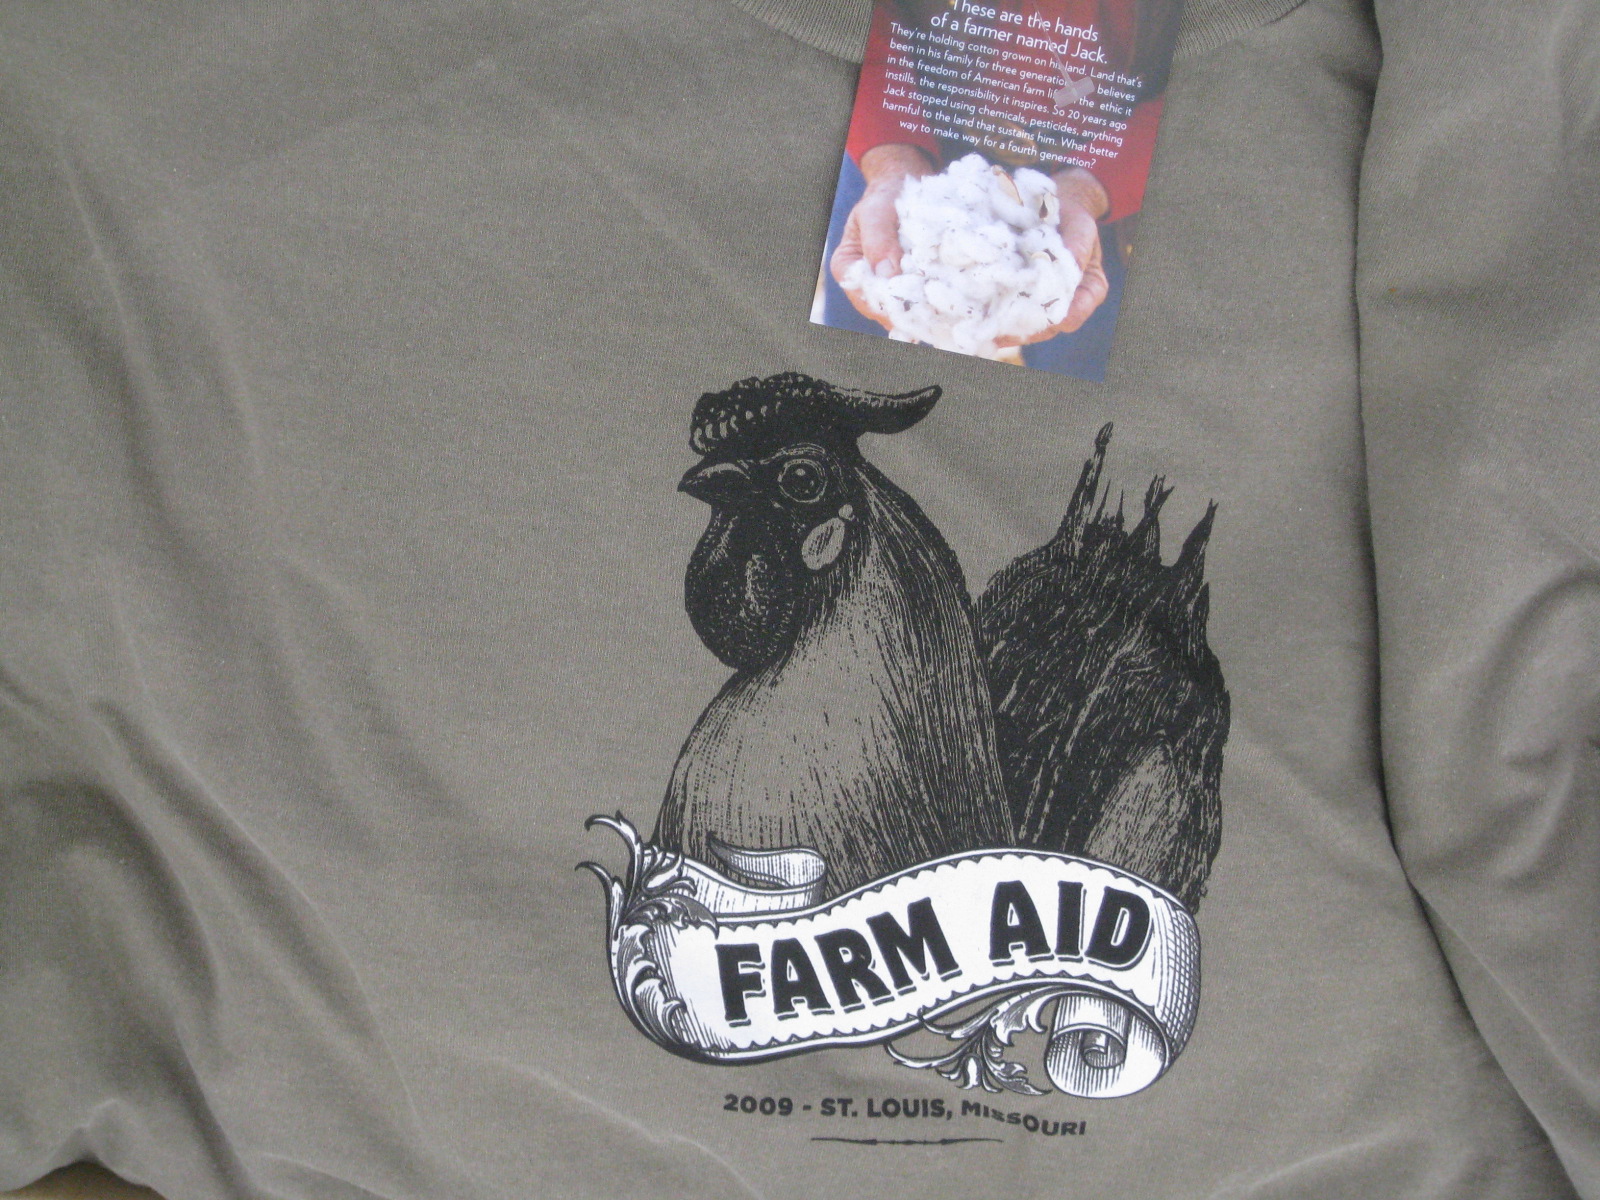 These are the hands
of a farmer named Jack.
They're holding cotton grown on his land. Land that's
been in his family for three generation believes
in the freedom of American farm li the ethic it
instills, the responsibility it inspires. So 20 years ago
Jack stopped using chemicals, pesticides, anything
harmful to the land that sustains him. What better
way to make way for a fourth generation?
FARM AID
2009 - ST. LOUIS, MISSOURI